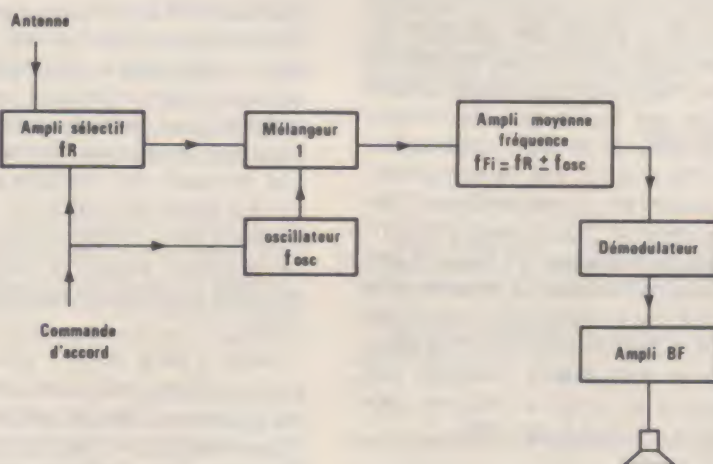 Antenne
Ampli sélectif
fR
Mélangeur
1
Ampli moyenne
fréquence
fFi = fR ± fosc
oscillateur
fosc
Démodulateur
Commande
d'accord
Ampli BF